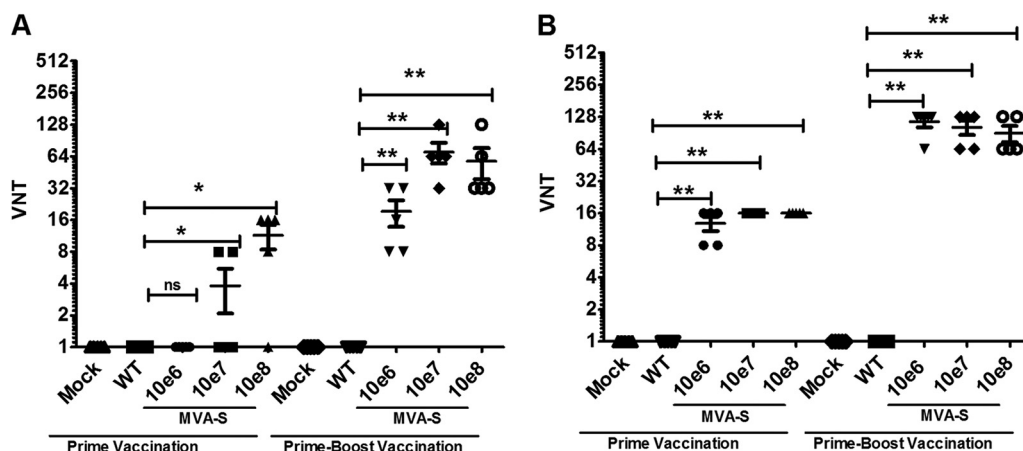 A
VNT
512
256
128
64
32
16
8
4
2
1
ns
*
*
**
**
**
Mock
WT
10e6
10e7
10e8
Mock
WT
10e6
10e7
10e8
MVA-S
MVA-S
Prime Vaccination
Prime-Boost Vaccination
B
VNT
512
256
128
64
32
16
8
4
2
1
**
**
**
**
**
**
Mock
WT
10e6
10e7
10e8
Mock
WT
10e6
10e7
10e8
MVA-S
MVA-S
Prime Vaccination
Prime-Boost Vaccination